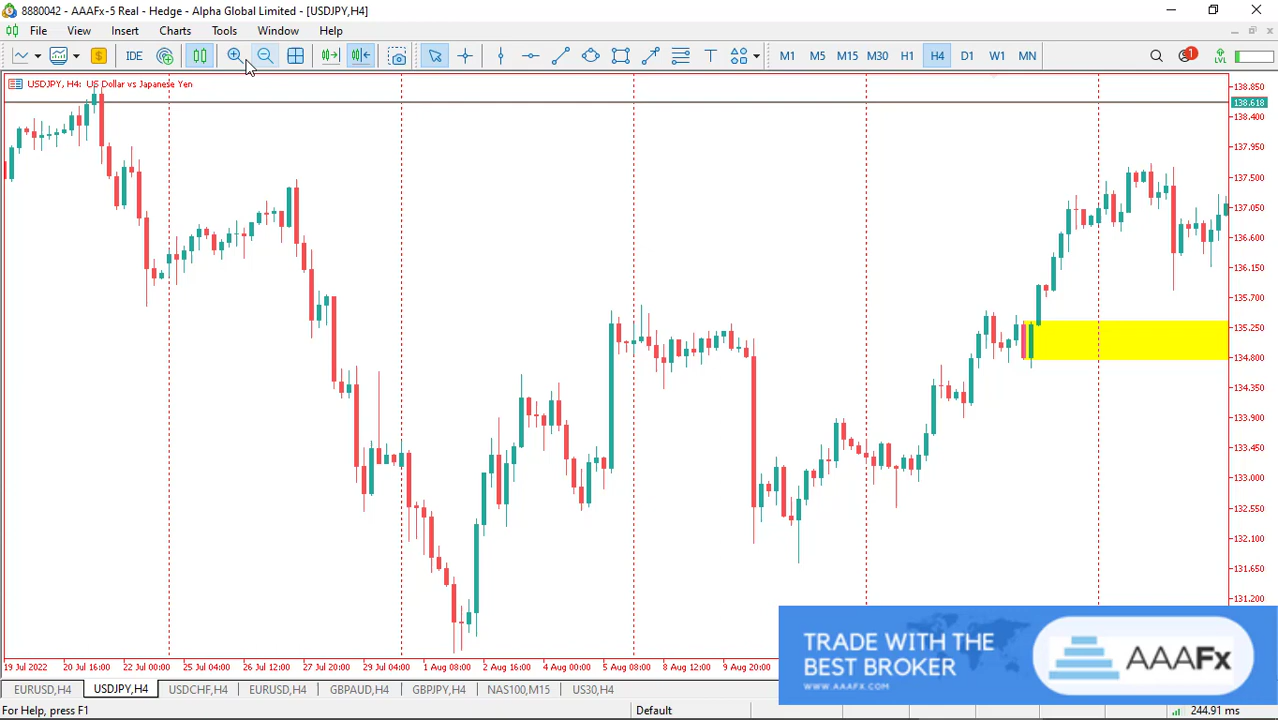 8880042 - AAAFx-5 Real - Hedge - Alpha Global Limited - [USDJPY,H4]
File Edit View Insert Charts Tools Window Help
IDE M1 M5 M15 M30 H1 H4 D1 W1 MN 1 LVL
USDJPY, H4: US Dollar vs Japanese Yen
138.850
138.618
138.400
137.950
137.500
137.050
136.600
136.150
135.700
135.250
134.800
134.350
133.900
133.450
133.000
132.550
132.100
131.650
131.200
TRADE WITH THE
BEST BROKER
WWW.AAAFX.COM
AAAFx
19 Jul 2022 20 Jul 16:00 22 Jul 00:00 25 Jul 04:00 26 Jul 12:00 27 Jul 20:00 29 Jul 04:00 1 Aug 08:00 2 Aug 16:00 4 Aug 00:00 5 Aug 08:00 8 Aug 12:00 9 Aug 20:00
EURUSD,H4 USDJPY,H4 USDCHF,H4 EURUSD,H4 GBPAUD,H4 GBPJPY,H4 NAS100,M15 US30,H4
For Help, press F1 Default 244.91 ms